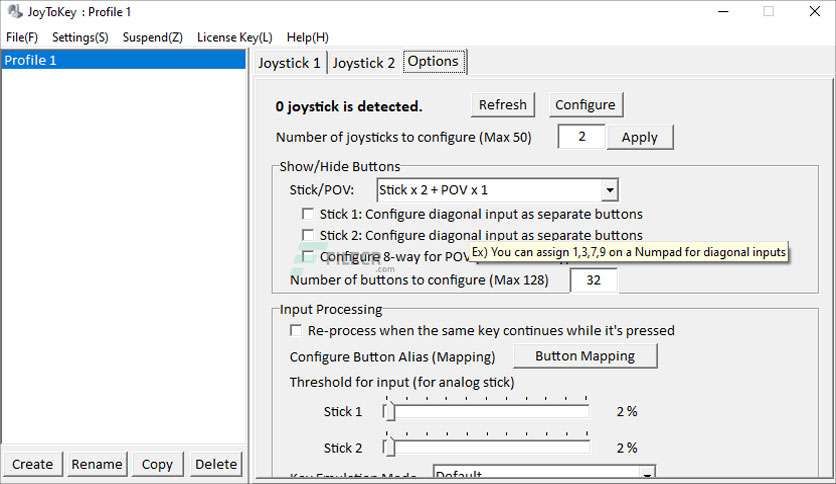 JoyToKey : Profile 1
File(F) Settings(S) Suspend(Z) License Key(L) Help(H)
Profile 1
Joystick 1 Joystick 2 Options
0 joystick is detected. Refresh Configure
Number of joysticks to configure (Max 50) 2 Apply
Show/Hide Buttons
Stick/POV: Stick x 2 + POV x 1
Stick 1: Configure diagonal input as separate buttons
Stick 2: Configure diagonal input as separate buttons
Ex) You can assign 1,3,7,9 on a Numpad for diagonal inputs
Configure 8-way for POV
FILECR
.com
Number of buttons to configure (Max 128) 32
Input Processing
Re-process when the same key continues while it's pressed
Configure Button Alias (Mapping) Button Mapping
Threshold for input (for analog stick)
Stick 1 2 %
Stick 2 2 %
Key Emulation Mode Default
Create Rename Copy Delete